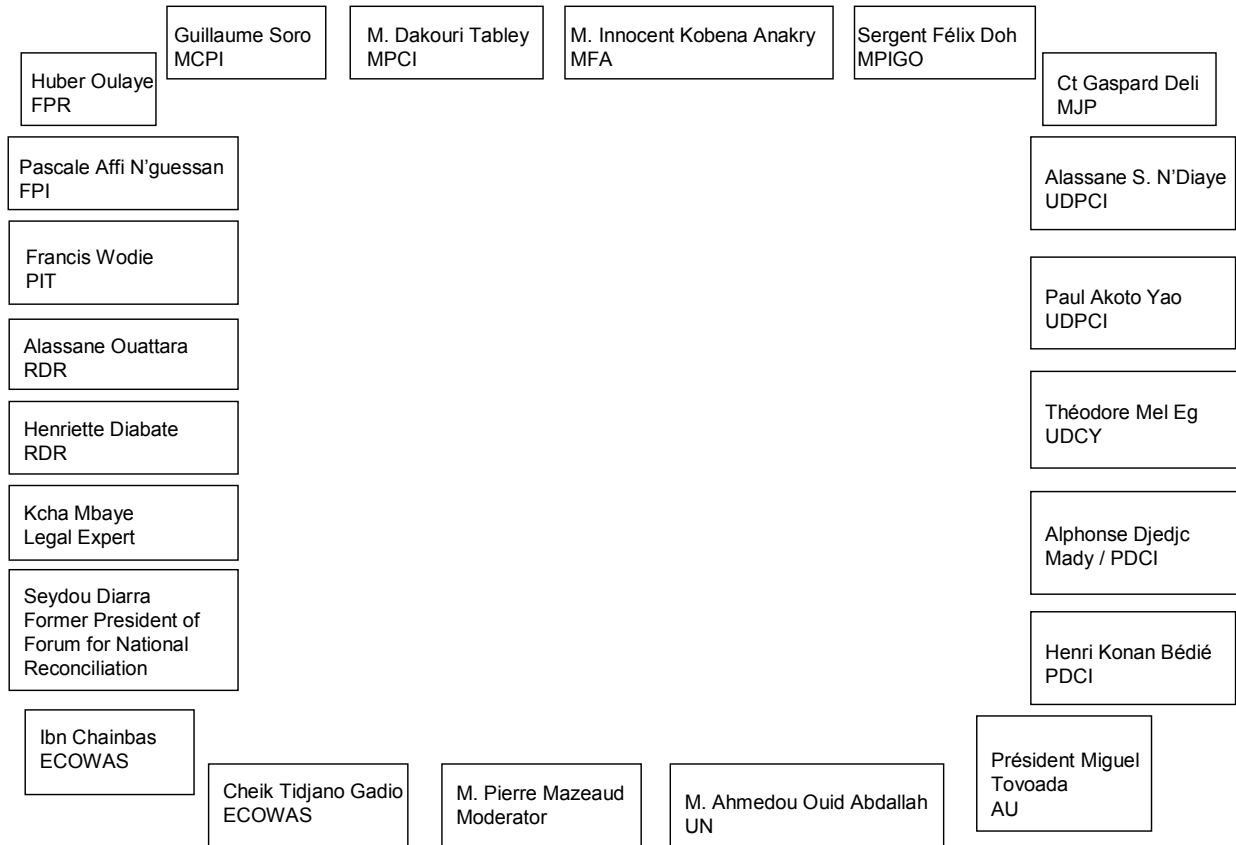 Guillaume Soro
MCPI
M. Dakouri Tabley
MPCI
M. Innocent Kobena Anakry
MFA
Sergent Félix Doh
MPIGO
Huber Oulaye
FPR
Ct Gaspard Deli
MJP
Pascale Affi N'guessan
FPI
Alassane S. N'Diaye
UDPCI
Francis Wodie
PIT
Paul Akoto Yao
UDPCI
Alassane Ouattara
RDR
Théodore Mel Eg
UDCY
Henriette Diabate
RDR
Kcha Mbaye
Legal Expert
Alphonse Djedjc
Mady / PDCI
Seydou Diarra
Former President of
Forum for National
Reconciliation
Henri Konan Bédié
PDCI
Ibn Chainbas
ECOWAS
Cheik Tidjano Gadio
ECOWAS
M. Pierre Mazeaud
Moderator
M. Ahmedou Ouid Abdallah
UN
Président Miguel
Tovoada
AU